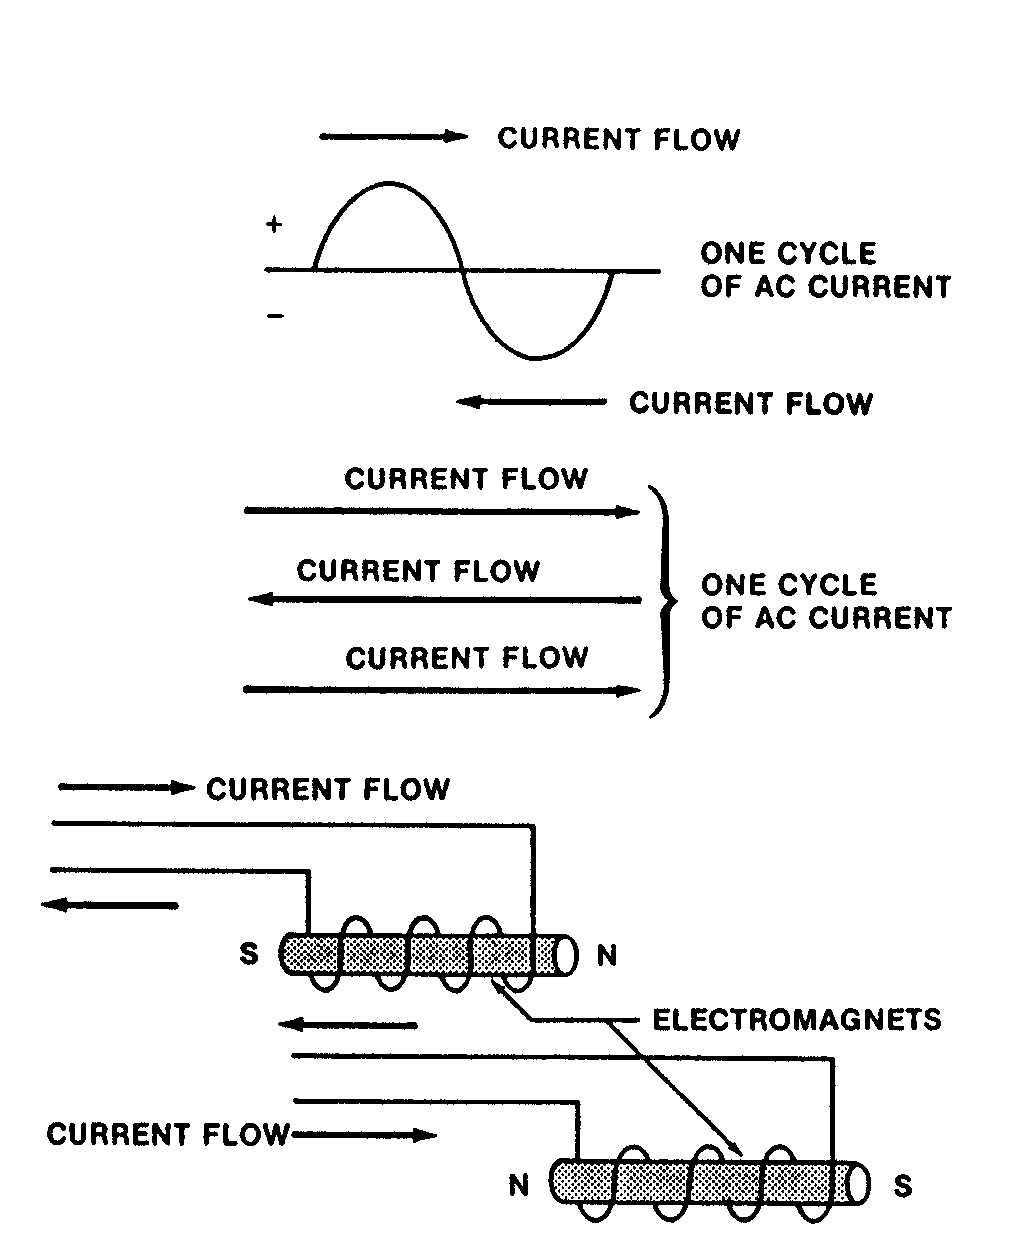 CURRENT FLOW
+
ONE CYCLE
OF AC CURRENT
−
CURRENT FLOW
CURRENT FLOW
CURRENT FLOW
ONE CYCLE
OF AC CURRENT
CURRENT FLOW
CURRENT FLOW
S
N
ELECTROMAGNETS
CURRENT FLOW
N
S